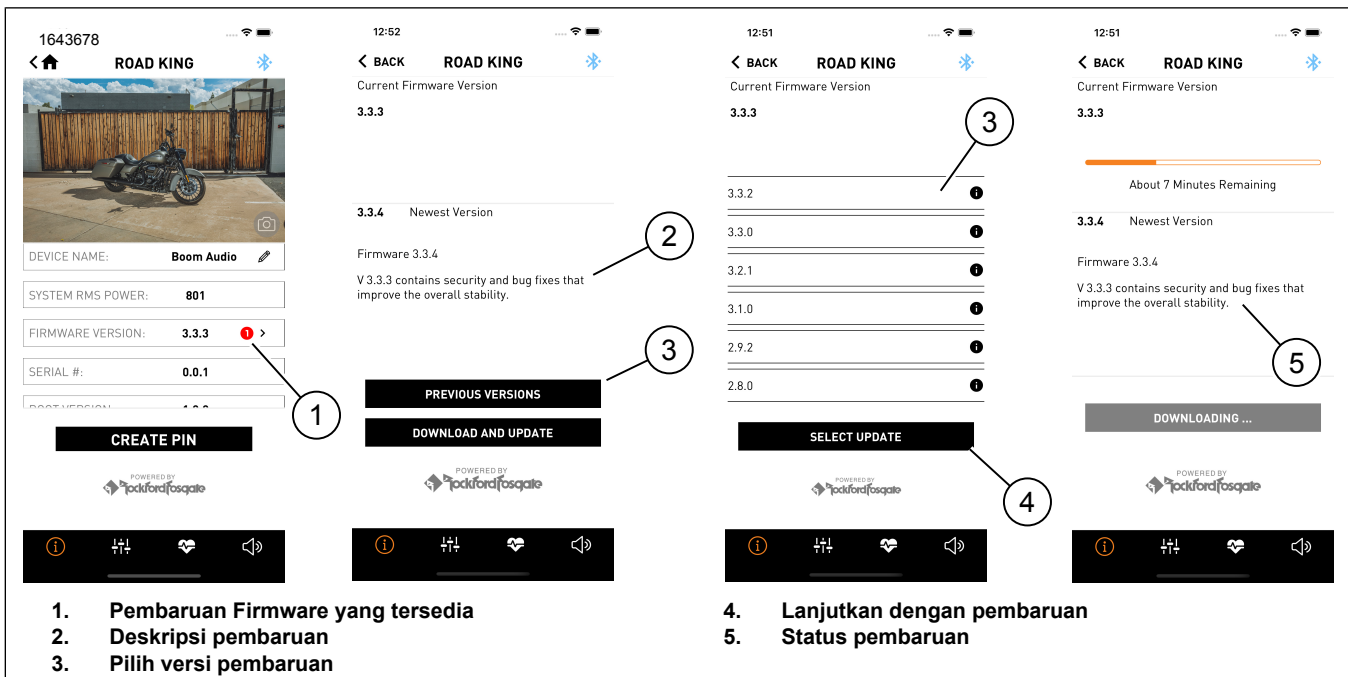 1643678
ROAD KING
DEVICE NAME: Boom Audio
SYSTEM RMS POWER: 801
FIRMWARE VERSION: 3.3.3 1 >
SERIAL #: 0.0.1
1
CREATE PIN
POWERED BY
Rockford Fosgate
12:52
< BACK ROAD KING
Current Firmware Version
3.3.3
3.3.4 Newest Version
2
Firmware 3.3.4
V 3.3.3 contains security and bug fixes that
improve the overall stability.
3
PREVIOUS VERSIONS
DOWNLOAD AND UPDATE
POWERED BY
Rockford Fosgate
12:51
< BACK ROAD KING
Current Firmware Version
3.3.3
3
3.3.2
3.3.0
3.2.1
3.1.0
2.9.2
2.8.0
SELECT UPDATE
4
POWERED BY
Rockford Fosgate
12:51
< BACK ROAD KING
Current Firmware Version
3.3.3
About 7 Minutes Remaining
3.3.4 Newest Version
Firmware 3.3.4
V 3.3.3 contains security and bug fixes that
improve the overall stability.
5
DOWNLOADING ...
POWERED BY
Rockford Fosgate
1. Pembaruan Firmware yang tersedia
2. Deskripsi pembaruan
3. Pilih versi pembaruan
4. Lanjutkan dengan pembaruan
5. Status pembaruan